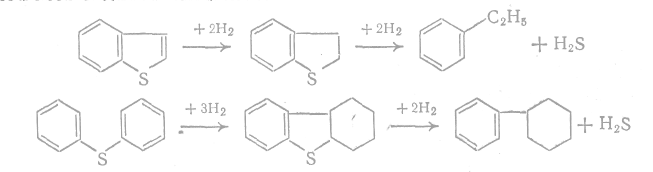 +2H₂ +2H₂ C₂H₅ + H₂S
S S
+3H₂ +2H₂ + H₂S
S S